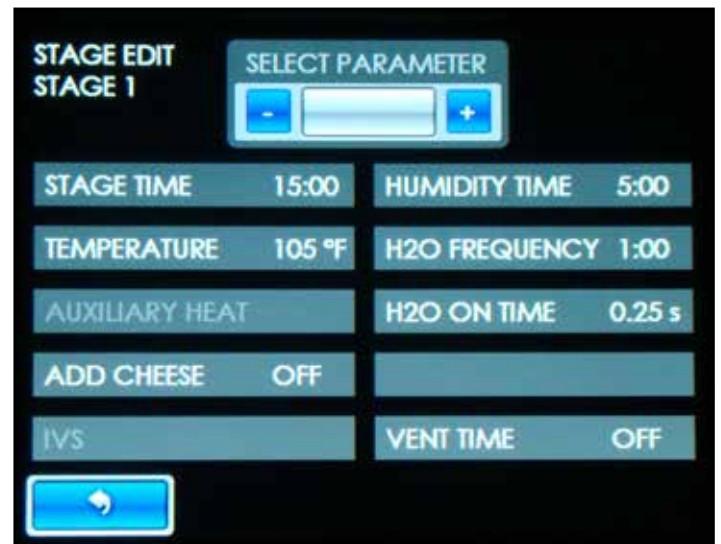 STAGE EDIT
STAGE 1
SELECT PARAMETER
- +
STAGE TIME 15:00
HUMIDITY TIME 5:00
TEMPERATURE 105 °F
H2O FREQUENCY 1:00
AUXILIARY HEAT
H2O ON TIME 0.25 s
ADD CHEESE OFF
IVS
VENT TIME OFF